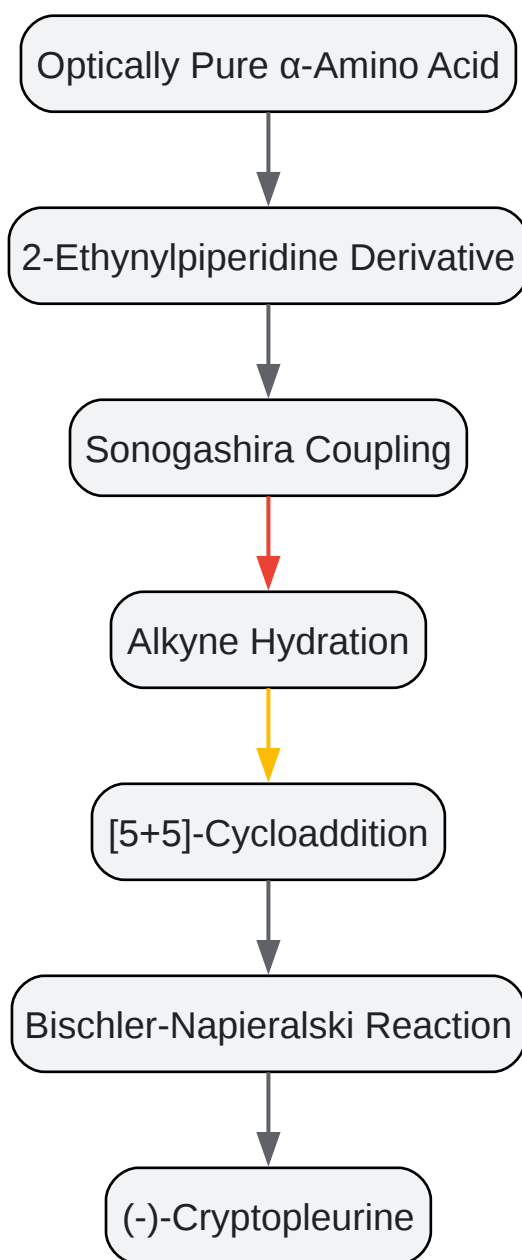 Optically Pure α-Amino Acid
2-Ethynylpiperidine Derivative
Sonogashira Coupling
Alkyne Hydration
[5+5]-Cycloaddition
Bischler-Napieralski Reaction
(-)-Cryptopleurine